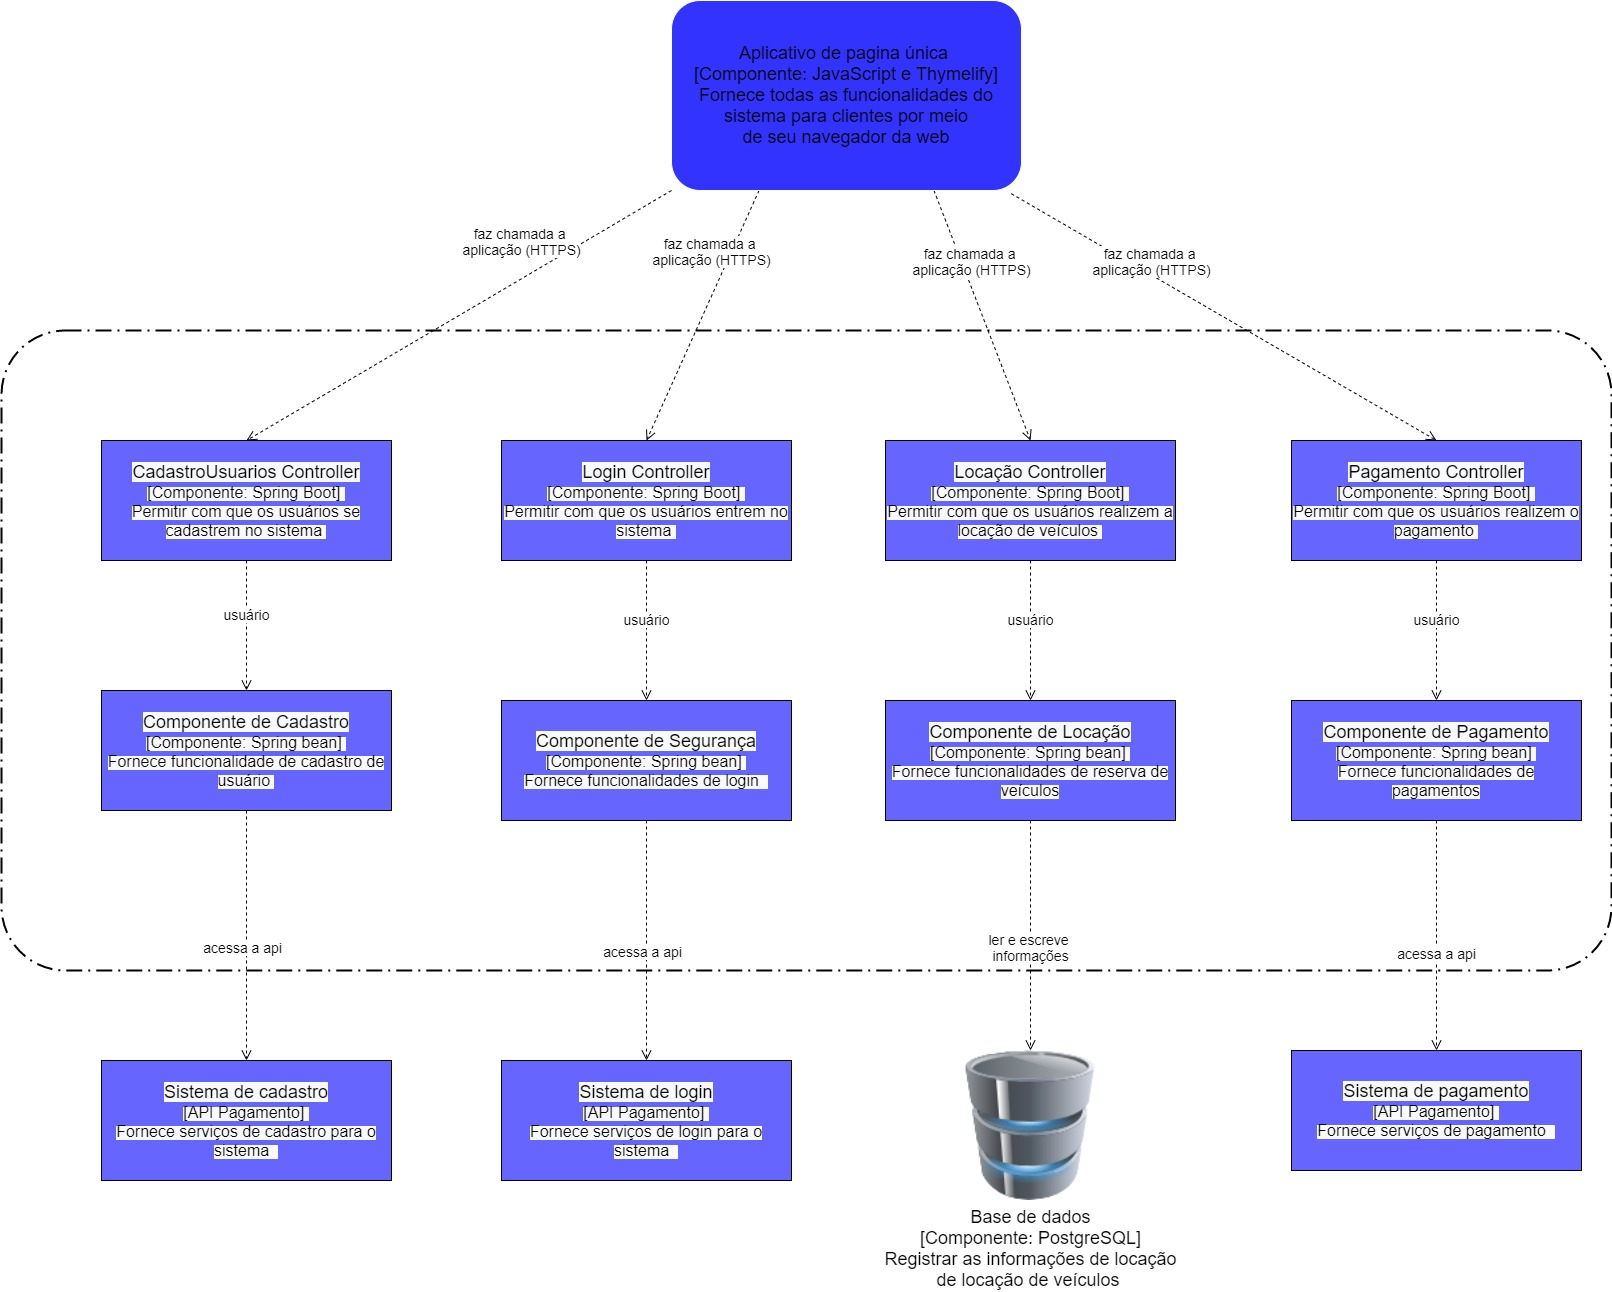 Aplicativo de pagina única
[Componente: JavaScript e Thymelify]
Fornece todas as funcionalidades do
sistema para clientes por meio
de seu navegador da web
faz chamada a
aplicação (HTTPS)
faz chamada a
aplicação (HTTPS)
faz chamada a
aplicação (HTTPS)
faz chamada a
aplicação (HTTPS)
CadastroUsuarios Controller
[Componente: Spring Boot]
Permitir com que os usuários se
cadastrem no sistema
Login Controller
[Componente: Spring Boot]
Permitir com que os usuários entrem no
sistema
Locação Controller
[Componente: Spring Boot]
Permitir com que os usuários realizem a
locação de veículos
Pagamento Controller
[Componente: Spring Boot]
Permitir com que os usuários realizem o
pagamento
usuário
usuário
usuário
usuário
Componente de Cadastro
[Componente: Spring bean]
Fornece funcionalidade de cadastro de
usuário
Componente de Segurança
[Componente: Spring bean]
Fornece funcionalidades de login
Componente de Locação
[Componente: Spring bean]
Fornece funcionalidades de reserva de
veículos
Componente de Pagamento
[Componente: Spring bean]
Fornece funcionalidades de
pagamentos
acessa a api
acessa a api
ler e escreve
informações
acessa a api
Sistema de cadastro
[API Pagamento]
Fornece serviços de cadastro para o
sistema
Sistema de login
[API Pagamento]
Fornece serviços de login para o
sistema
Base de dados
[Componente: PostgreSQL]
Registrar as informações de locação
de locação de veículos
Sistema de pagamento
[API Pagamento]
Fornece serviços de pagamento